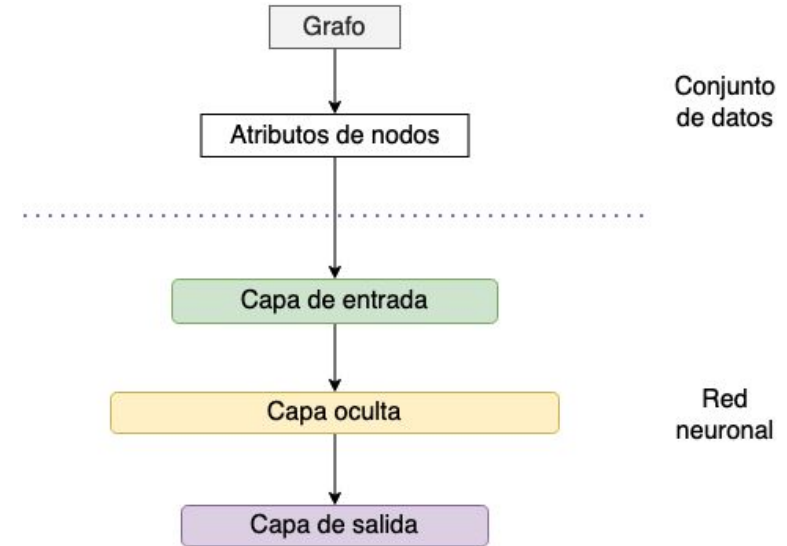 Grafo
Conjunto
de datos
Atributos de nodos
Capa de entrada
Capa oculta
Red
neuronal
Capa de salida